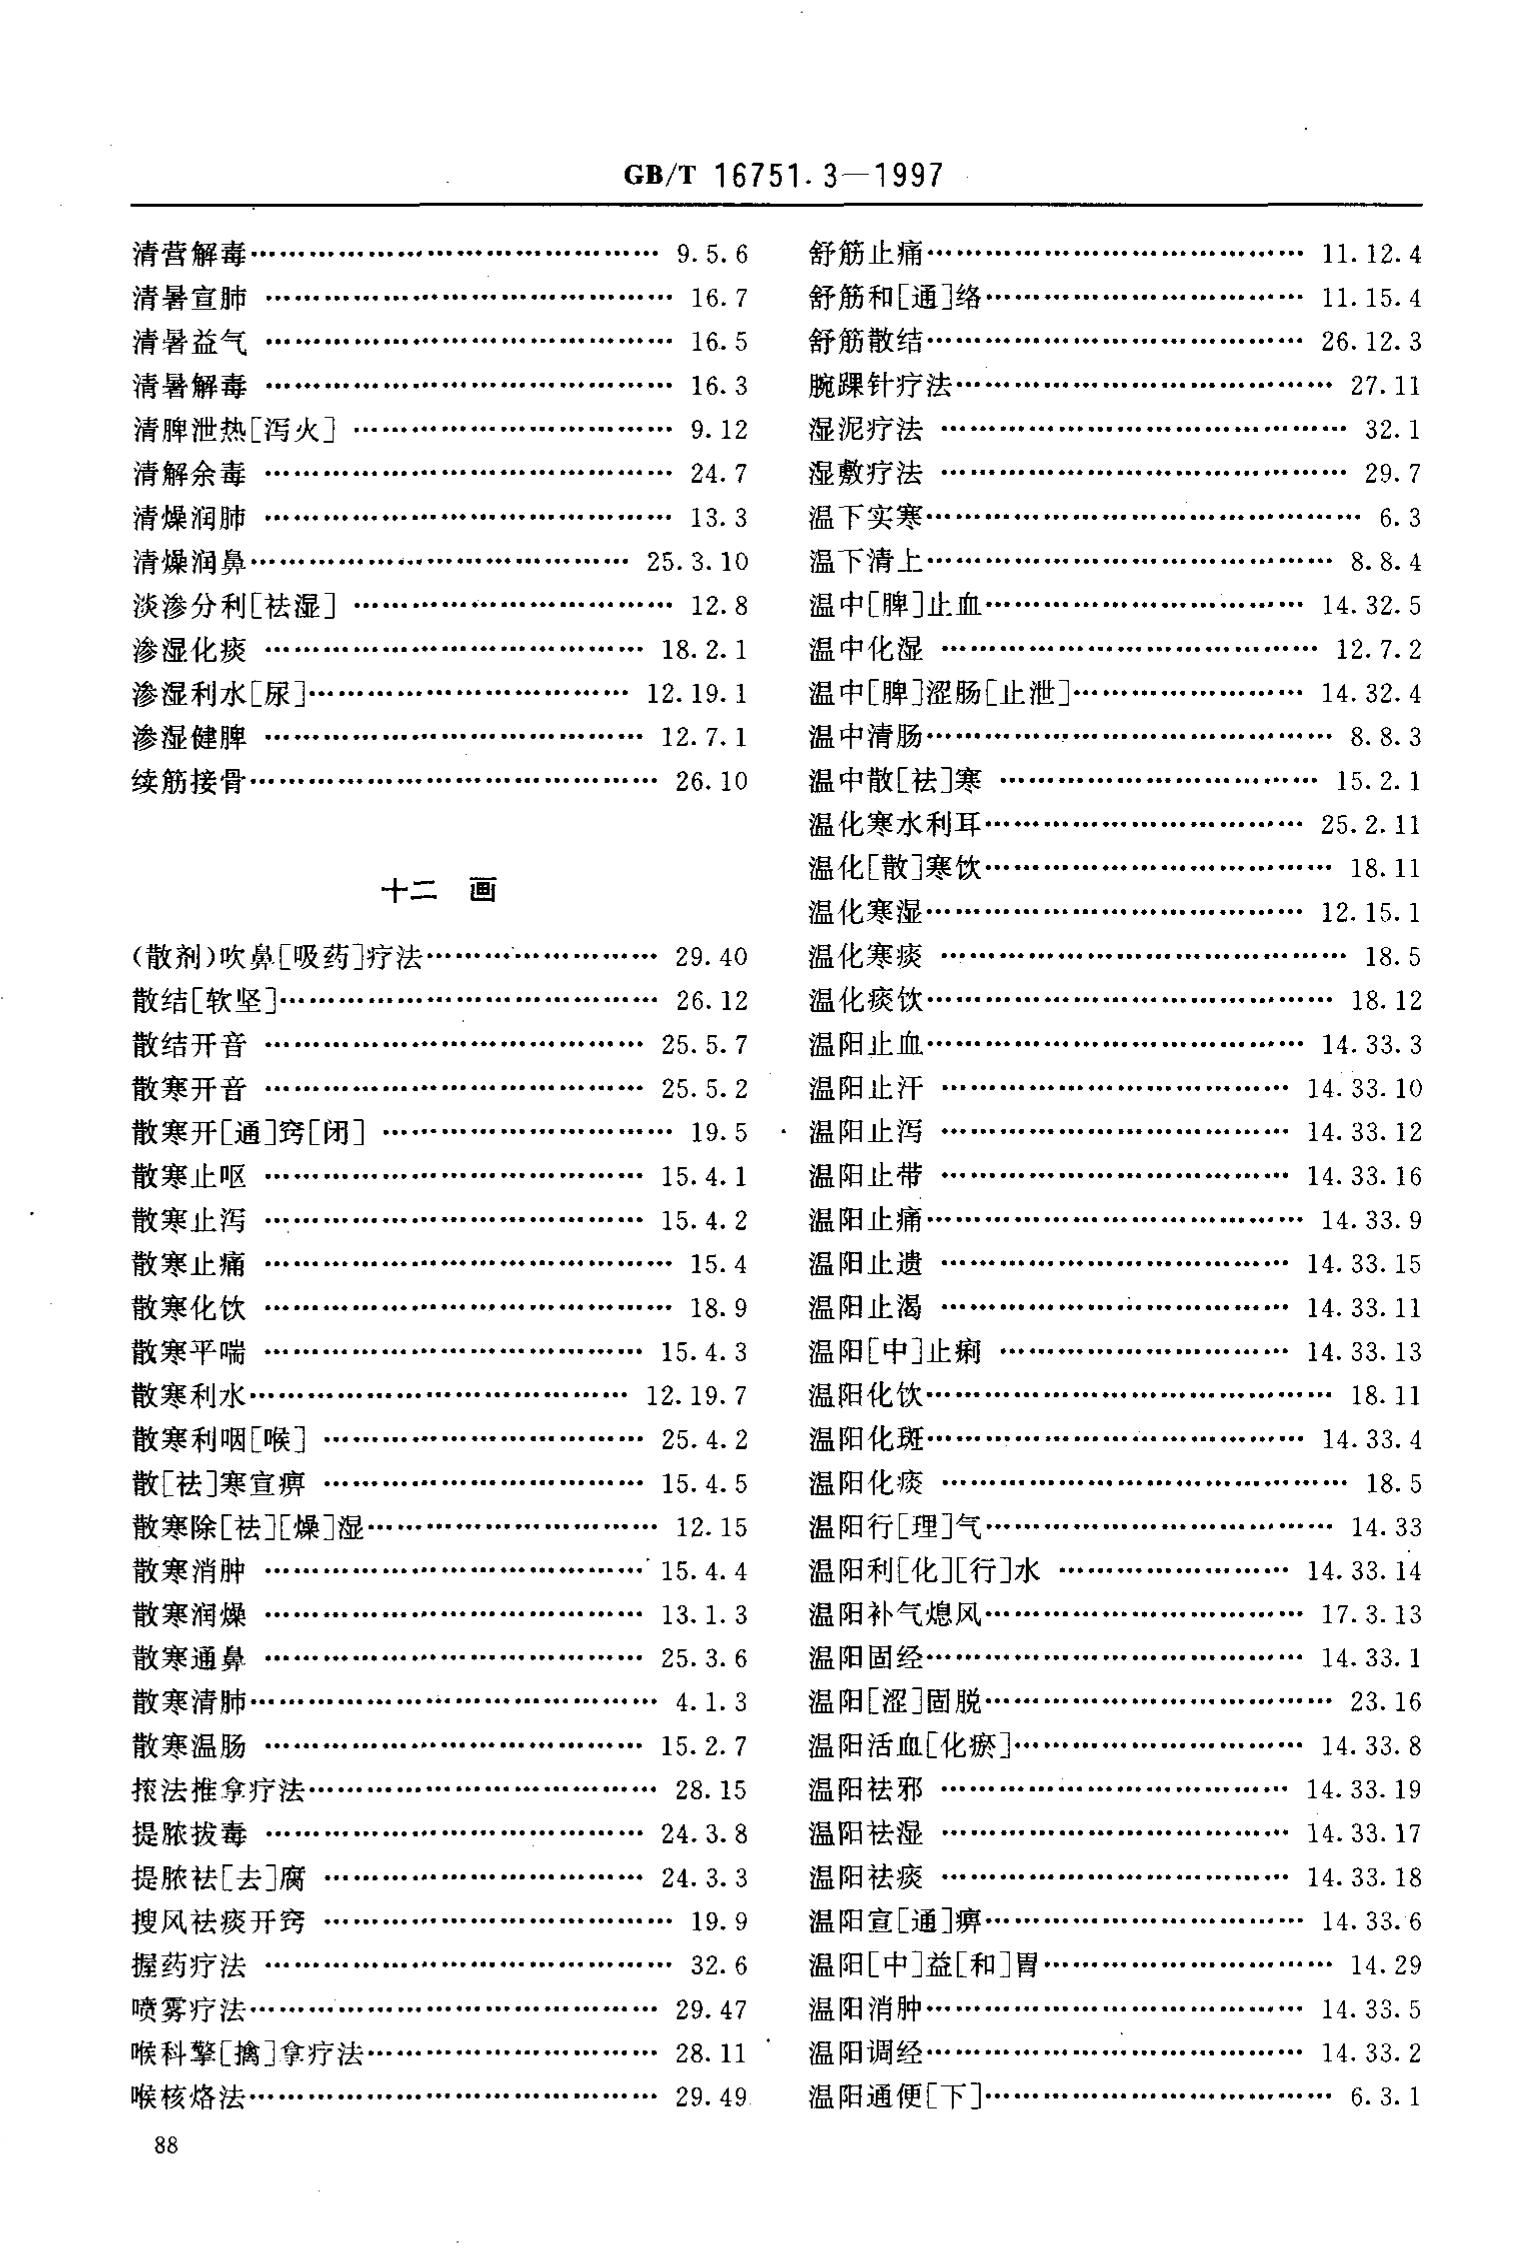 GB/T 16751.3—1997
清营解毒…………………………………… 9.5.6
清暑宣肺 …………………………………… 16.7
清暑益气 …………………………………… 16.5
清暑解毒 …………………………………… 16.3
清脾泄热[泻火] …………………………… 9.12
清解余毒 …………………………………… 24.7
清燥润肺 …………………………………… 13.3
清燥润鼻………………………………… 25.3.10
淡渗分利[祛湿] …………………………… 12.8
渗湿化痰 ………………………………… 18.2.1
渗湿利水[尿]…………………………… 12.19.1
渗湿健脾 ………………………………… 12.7.1
续筋接骨…………………………………… 26.10
十二 画
(散剂)吹鼻[吸药]疗法…………………… 29.40
散结[软坚]………………………………… 26.12
散结开音 ………………………………… 25.5.7
散寒开音 ………………………………… 25.5.2
散寒开[通]窍[闭] ………………………… 19.5
散寒止呕 ………………………………… 15.4.1
散寒止泻 ………………………………… 15.4.2
散寒止痛 …………………………………… 15.4
散寒化饮 …………………………………… 18.9
散寒平喘 ………………………………… 15.4.3
散寒利水………………………………… 12.19.7
散寒利咽[喉] …………………………… 25.4.2
散[祛]寒宣痹 …………………………… 15.4.5
散寒除[祛][燥]湿………………………… 12.15
散寒消肿 ………………………………… 15.4.4
散寒润燥 ………………………………… 13.1.3
散寒通鼻 ………………………………… 25.3.6
散寒清肺…………………………………… 4.1.3
散寒温肠 ………………………………… 15.2.7
㨰法推拿疗法……………………………… 28.15
提脓拔毒 ………………………………… 24.3.8
提脓祛[去]腐 …………………………… 24.3.3
搜风祛痰开窍 ……………………………… 19.9
握药疗法 …………………………………… 32.6
喷雾疗法…………………………………… 29.47
喉科擎[擒]拿疗法………………………… 28.11
喉核烙法…………………………………… 29.49
舒筋止痛………………………………… 11.12.4
舒筋和[通]络…………………………… 11.15.4
舒筋散结………………………………… 26.12.3
腕踝针疗法………………………………… 27.11
湿泥疗法 …………………………………… 32.1
湿敷疗法 …………………………………… 29.7
温下实寒……………………………………… 6.3
温下清上…………………………………… 8.8.4
温中[脾]止血…………………………… 14.32.5
温中化湿 ………………………………… 12.7.2
温中[脾]涩肠[止泄]…………………… 14.32.4
温中清肠…………………………………… 8.8.3
温中散[祛]寒 …………………………… 15.2.1
温化寒水利耳…………………………… 25.2.11
温化[散]寒饮……………………………… 18.11
温化寒湿………………………………… 12.15.1
温化寒痰 …………………………………… 18.5
温化痰饮…………………………………… 18.12
温阳止血………………………………… 14.33.3
温阳止汗 ……………………………… 14.33.10
温阳止泻 ……………………………… 14.33.12
温阳止带 ……………………………… 14.33.16
温阳止痛………………………………… 14.33.9
温阳止遗 ……………………………… 14.33.15
温阳止渴 ……………………………… 14.33.11
温阳[中]止痢 ………………………… 14.33.13
温阳化饮…………………………………… 18.11
温阳化斑………………………………… 14.33.4
温阳化痰 …………………………………… 18.5
温阳行[理]气……………………………… 14.33
温阳利[化][行]水 …………………… 14.33.14
温阳补气熄风…………………………… 17.3.13
温阳固经………………………………… 14.33.1
温阳[涩]固脱……………………………… 23.16
温阳活血[化瘀]………………………… 14.33.8
温阳祛邪 ……………………………… 14.33.19
温阳祛湿 ……………………………… 14.33.17
温阳祛痰 ……………………………… 14.33.18
温阳宣[通]痹…………………………… 14.33.6
温阳[中]益[和]胃………………………… 14.29
温阳消肿………………………………… 14.33.5
温阳调经………………………………… 14.33.2
温阳通便[下]……………………………… 6.3.1
88